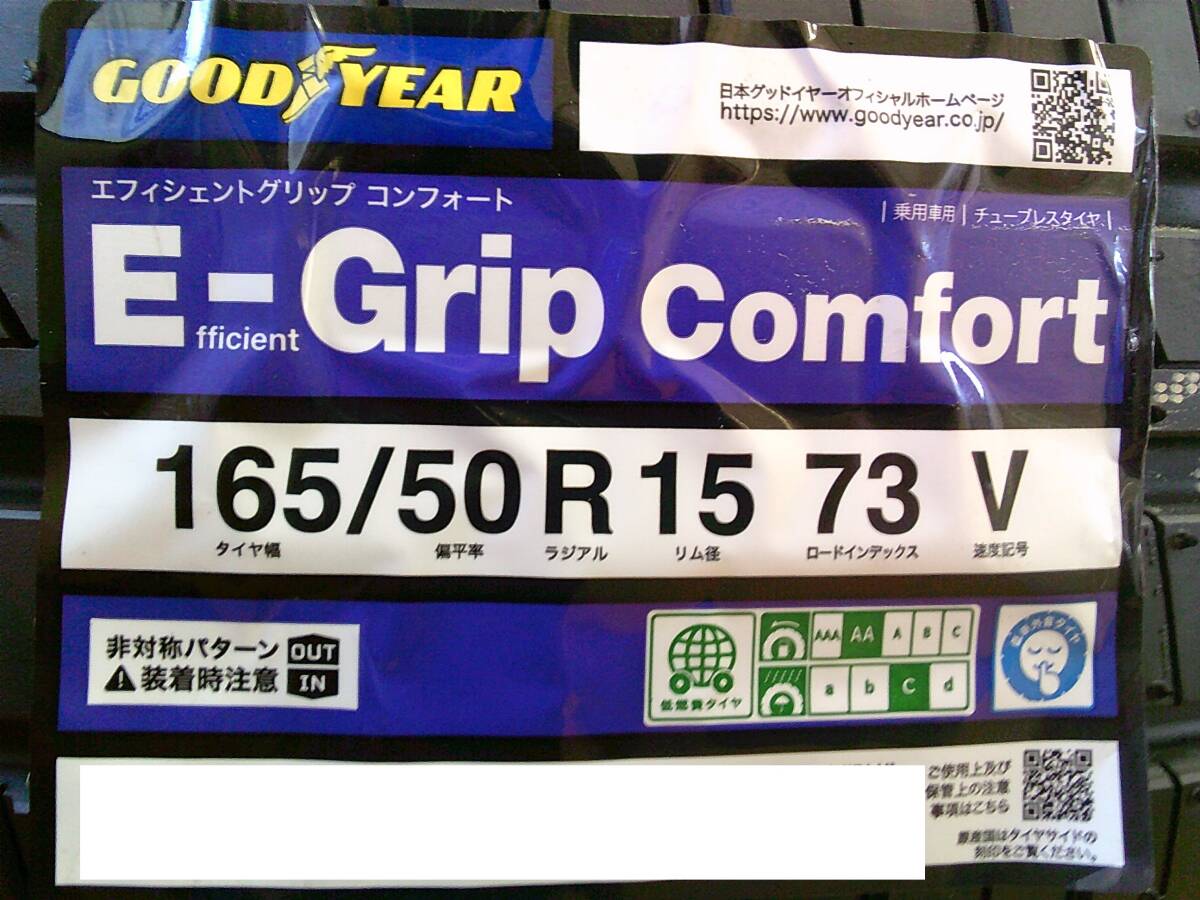 GOODYEAR
日本グッドイヤーオフィシャルホームページ
https://www.goodyear.co.jp/
エフィシェントグリップ コンフォート
|乗用車用|チューブレスタイヤ|
E-Grip Comfort
fficient
165/50 R 15 73 V
タイヤ幅 偏平率 ラジアル リム径 ロードインデックス 速度記号
非対称パターン OUT
⚠装着時注意 IN
AAA AA A B C
a b c d
低燃費タイヤ
低車外音タイヤ
ご使用上及び
保管上の注意
事項はこちら
原産国はタイヤサイドの
刻印をご覧ください。